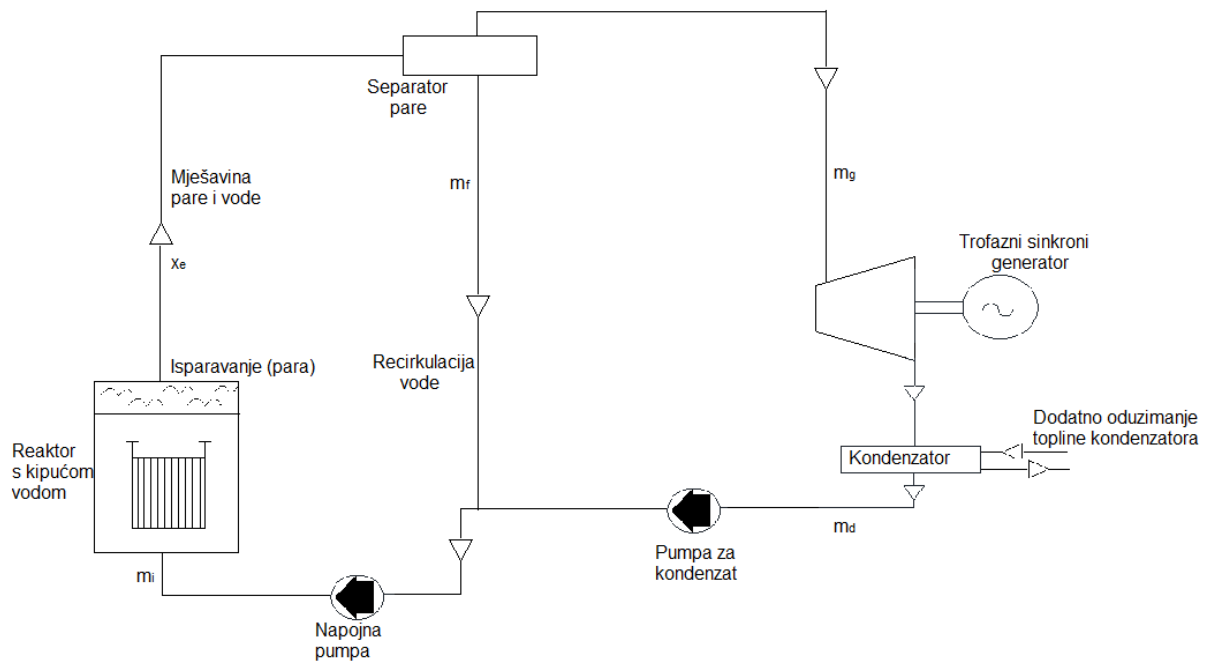 Separator
pare
Mješavina
pare i vode
mf
mg
xe
Trofazni sinkroni
generator
Isparavanje (para)
Recirkulacija
vode
Reaktor
s kipućom
vodom
Dodatno oduzimanje
topline kondenzatora
Kondenzator
md
Pumpa za
kondenzat
mi
Napojna
pumpa